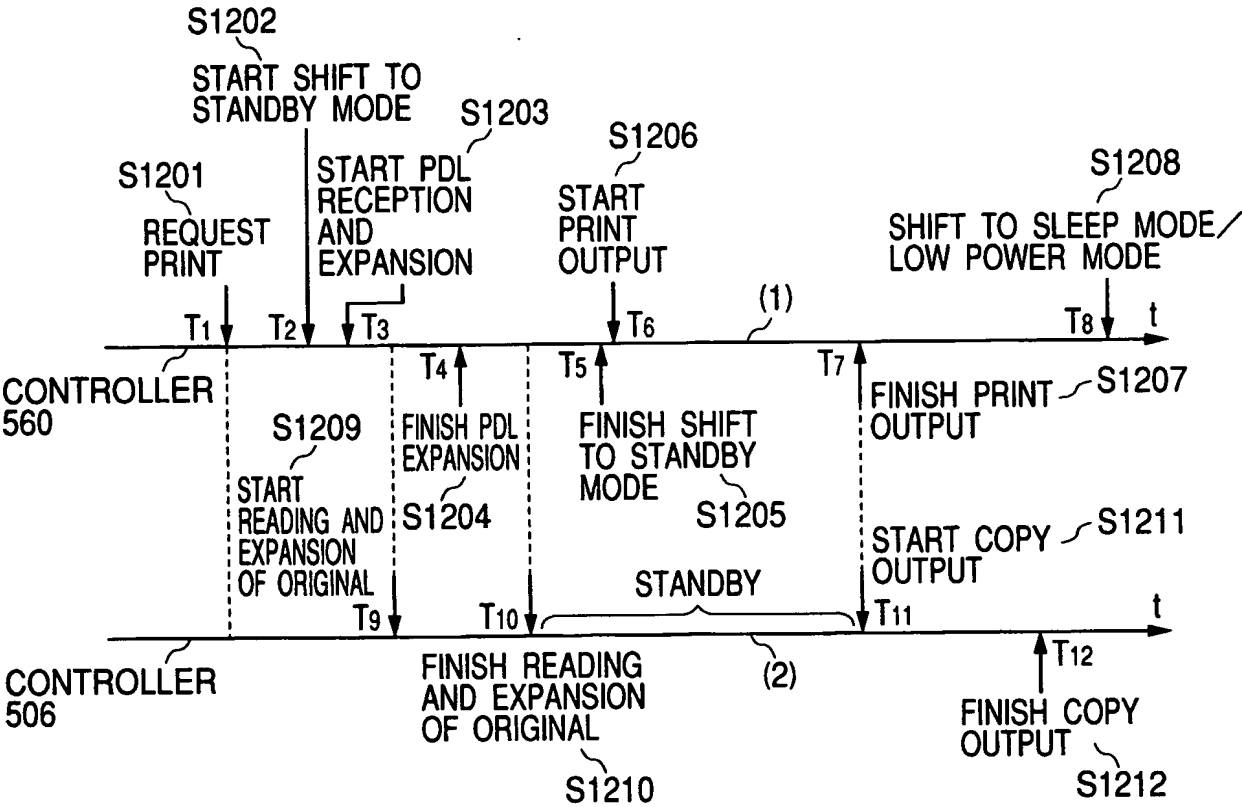 S1202
START SHIFT TO
STANDBY MODE
S1203
START PDL
RECEPTION
AND
EXPANSION
S1201
REQUEST
PRINT
S1206
START
PRINT
OUTPUT
S1208
SHIFT TO SLEEP MODE/
LOW POWER MODE
T1
T2
T3
T6
(1)
T8
t
CONTROLLER
560
T4
T5
T7
S1209
START
READING AND
EXPANSION
OF ORIGINAL
FINISH PDL
EXPANSION
S1204
FINISH SHIFT
TO STANDBY
MODE
S1205
FINISH PRINT
OUTPUT
S1207
START COPY
OUTPUT
S1211
STANDBY
T9
T10
T11
t
CONTROLLER
506
FINISH READING
AND EXPANSION
OF ORIGINAL
S1210
(2)
T12
FINISH COPY
OUTPUT
S1212